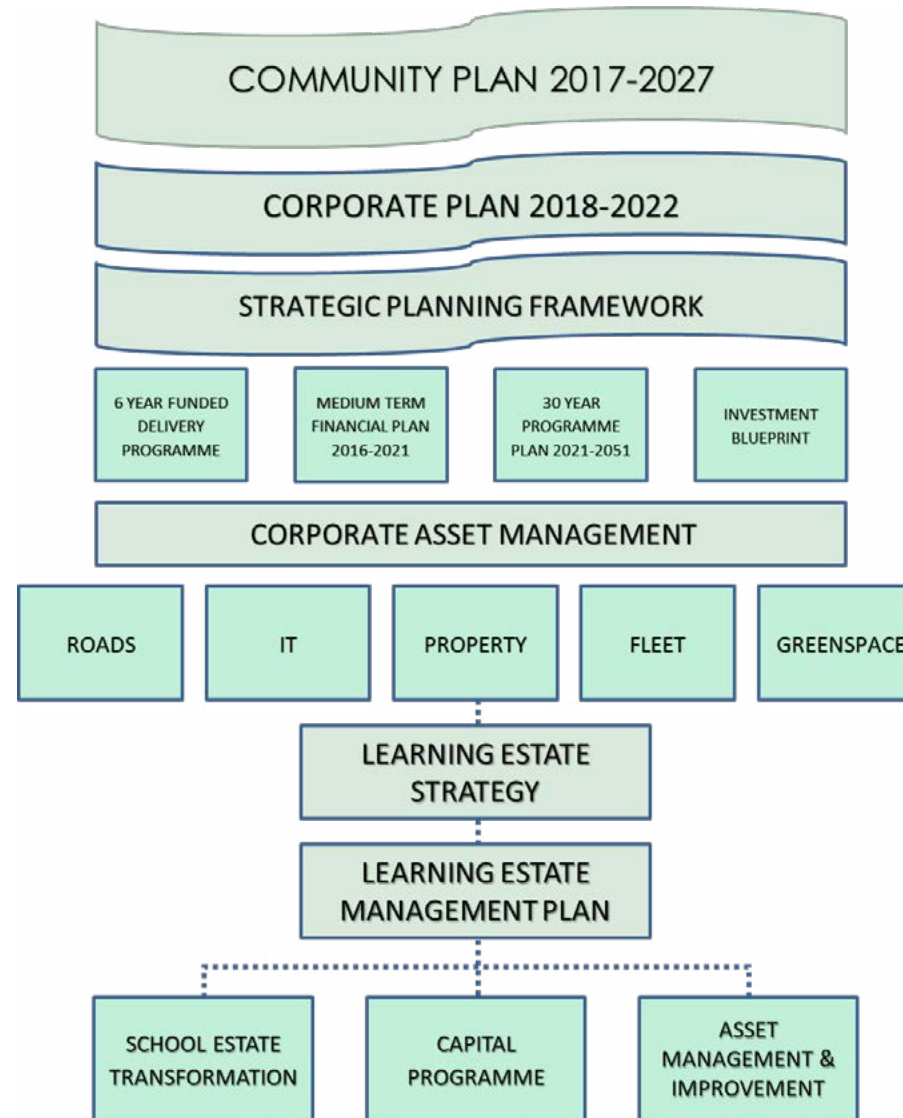 COMMUNITY PLAN 2017-2027
CORPORATE PLAN 2018-2022
STRATEGIC PLANNING FRAMEWORK
6 YEAR FUNDED
DELIVERY
PROGRAMME
MEDIUM TERM
FINANCIAL PLAN
2016-2021
30 YEAR
PROGRAMME
PLAN 2021-2051
INVESTMENT
BLUEPRINT
CORPORATE ASSET MANAGEMENT
ROADS
IT
PROPERTY
FLEET
GREENSPACE
LEARNING ESTATE
STRATEGY
LEARNING ESTATE
MANAGEMENT PLAN
SCHOOL ESTATE
TRANSFORMATION
CAPITAL
PROGRAMME
ASSET
MANAGEMENT &
IMPROVEMENT